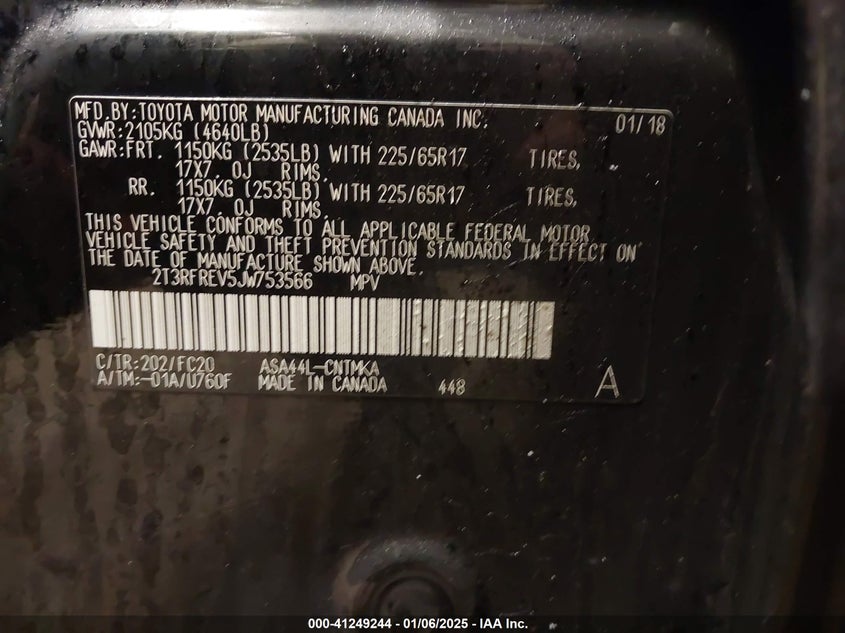 MFD.BY:TOYOTA MOTOR MANUFACTURING CANADA INC. 01/18
GVWR:2105KG (4640LB)
GAWR:FRT. 1150KG (2535LB) WITH 225/65R17 TIRES,
17X7. 0J RIMS.
RR. 1150KG (2535LB) WITH 225/65R17 TIRES,
17X7. 0J RIMS.
THIS VEHICLE CONFORMS TO ALL APPLICABLE FEDERAL MOTOR
VEHICLE SAFETY AND THEFT PREVENTION STANDARDS IN EFFECT ON
THE DATE OF MANUFACTURE SHOWN ABOVE.
2T3RFREV5JW753566 MPV
C/TR:202/FC20 ASA44L-CNTMKA
A/TM:-01A/U760F MADE IN CANADA 448 A
000-41249244 - 01/06/2025 - IAA Inc.